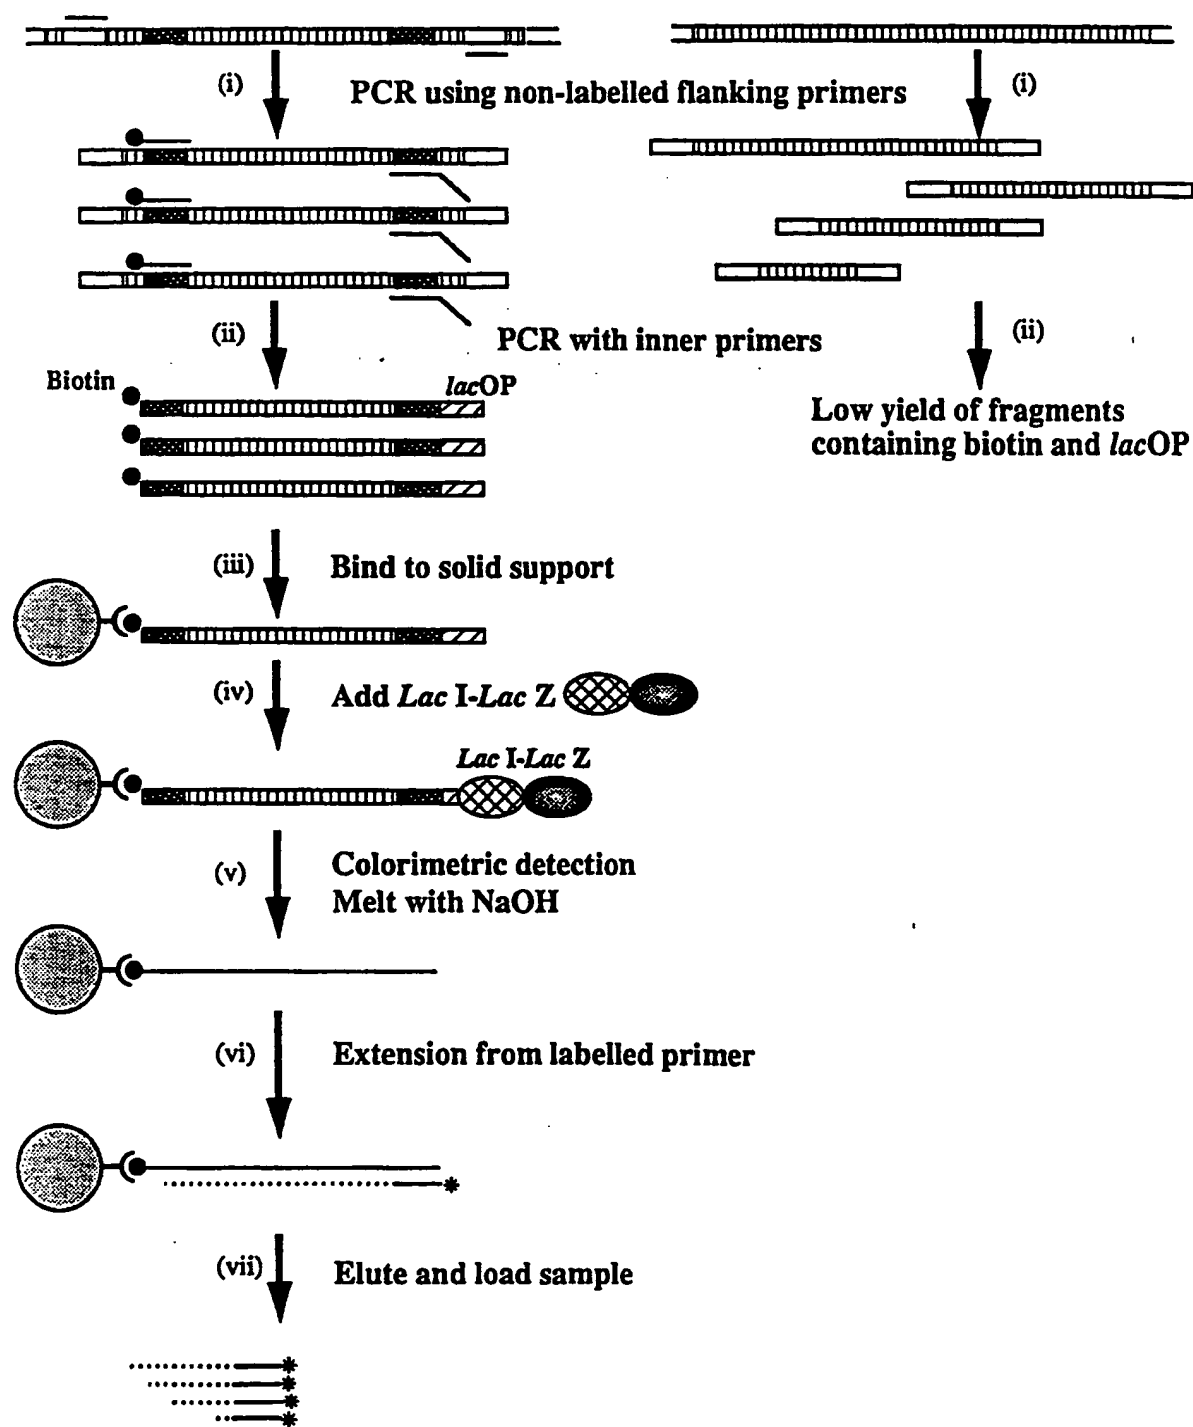 (i)
PCR using non-labelled flanking primers
(i)
(ii)
PCR with inner primers
(ii)
Biotin
lacOP
Low yield of fragments
containing biotin and lacOP
(iii)
Bind to solid support
(iv)
Add Lac I-Lac Z
Lac I-Lac Z
(v)
Colorimetric detection
Melt with NaOH
(vi)
Extension from labelled primer
(vii)
Elute and load sample